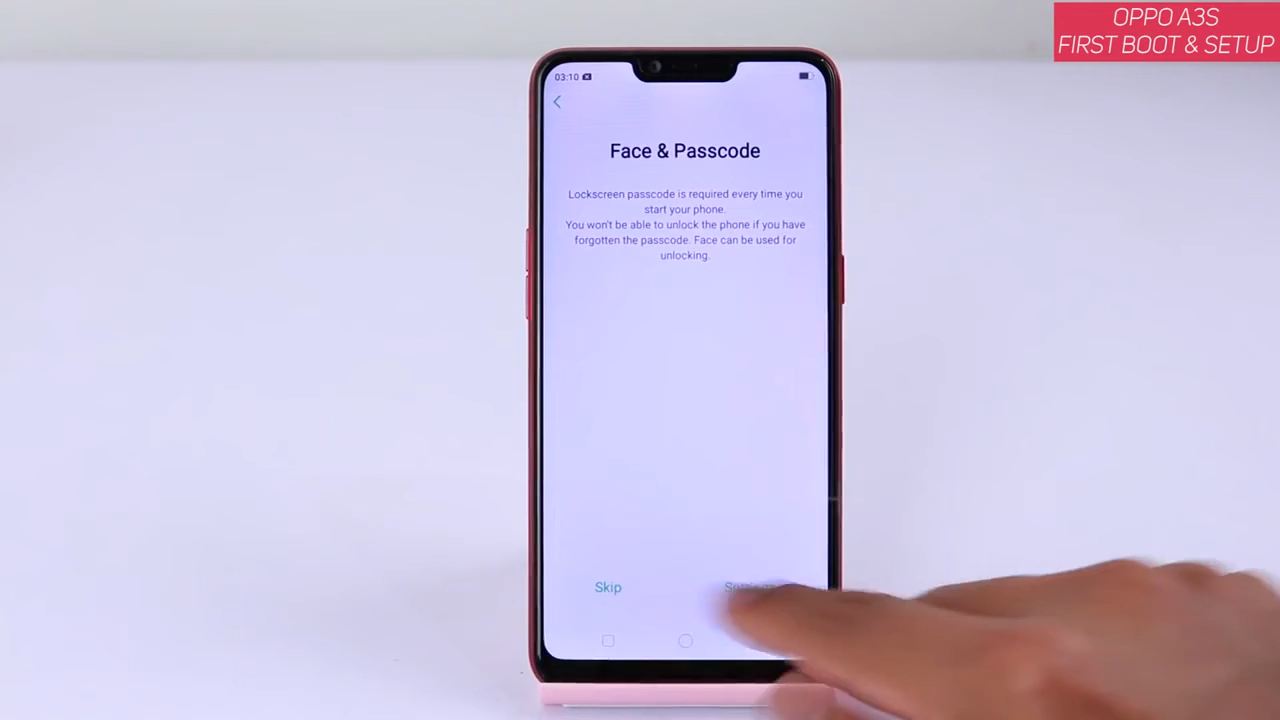 OPPO A3S
FIRST BOOT & SETUP
03:10
Face & Passcode
Lockscreen passcode is required every time you
start your phone.
You won't be able to unlock the phone if you have
forgotten the passcode. Face can be used for
unlocking.
Skip